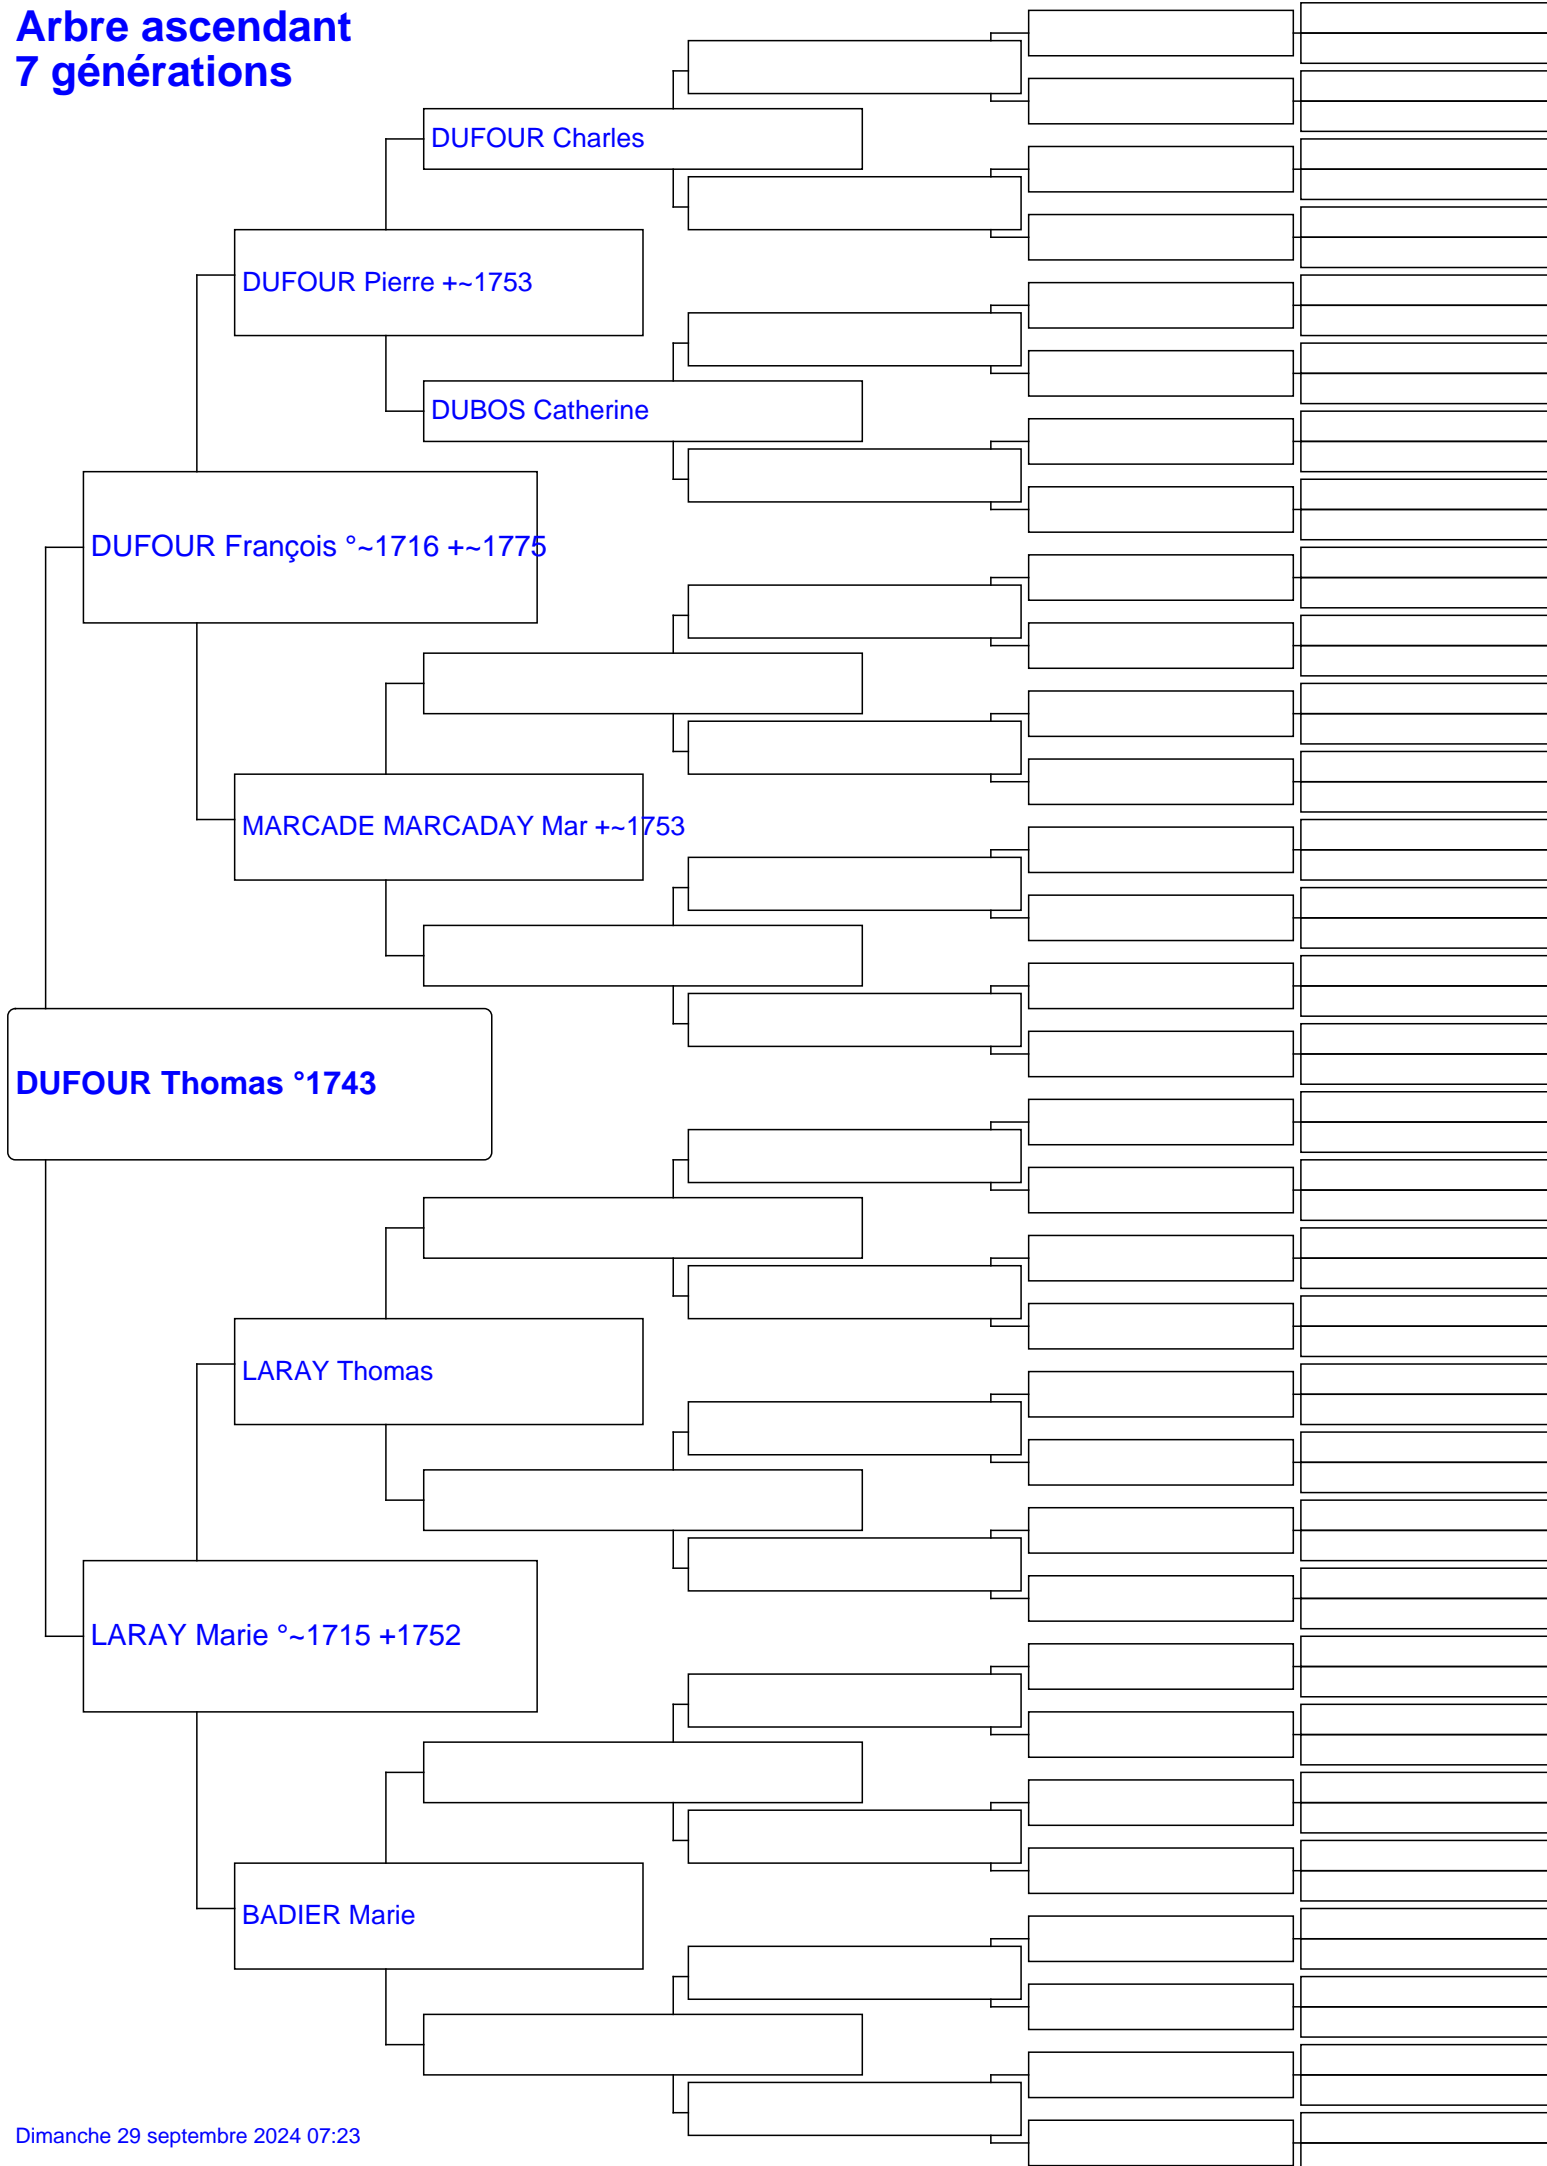 Arbre ascendant
7 générations
DUFOUR Charles
DUFOUR Pierre +~1753
DUBOS Catherine
DUFOUR François °~1716 +~1775
MARCADE MARCADAY Mar +~1753
DUFOUR Thomas °1743
LARAY Thomas
LARAY Marie °~1715 +1752
BADIER Marie
Dimanche 29 septembre 2024 07:23